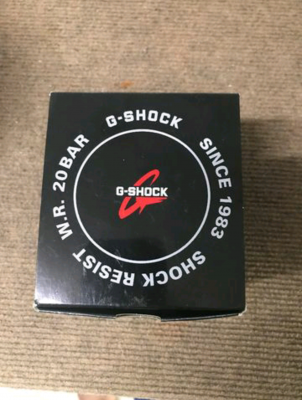 G-SHOCK
SINCE 1983
SHOCK RESIST
W.R. 20BAR
G-SHOCK